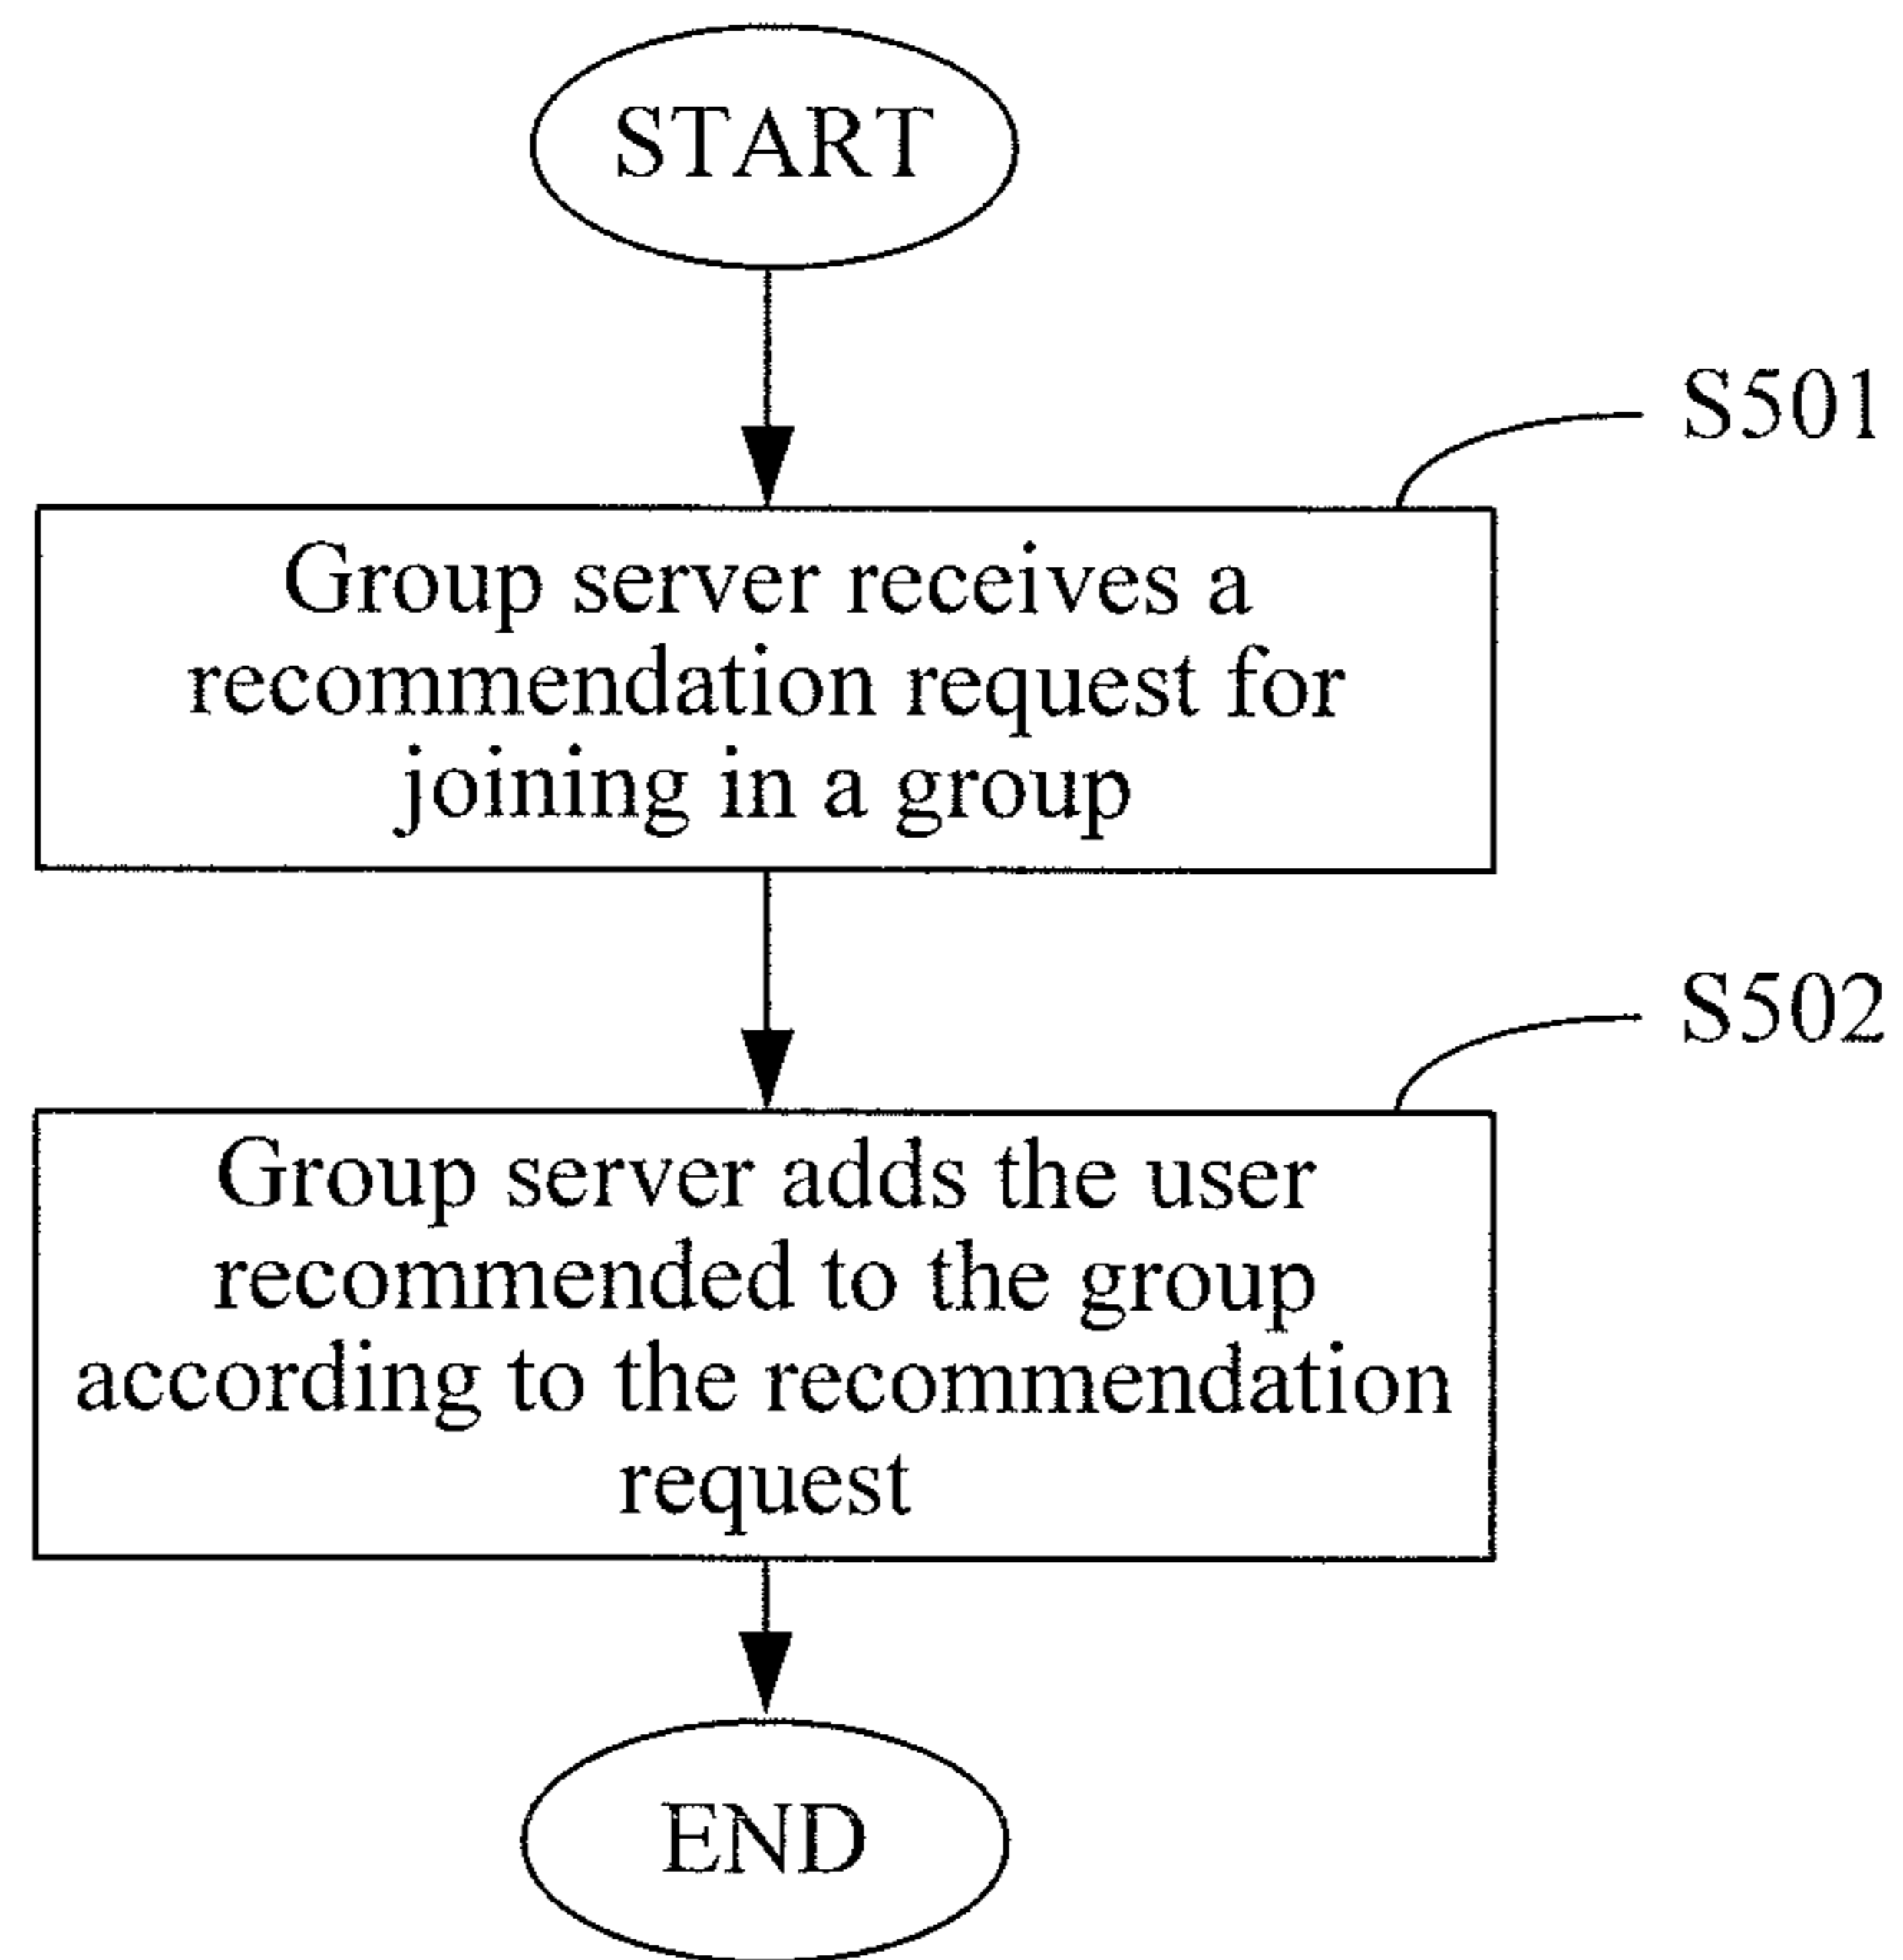 START
S501
Group server receives a
recommendation request for
joining in a group
S502
Group server adds the user
recommended to the group
according to the recommendation
request
END